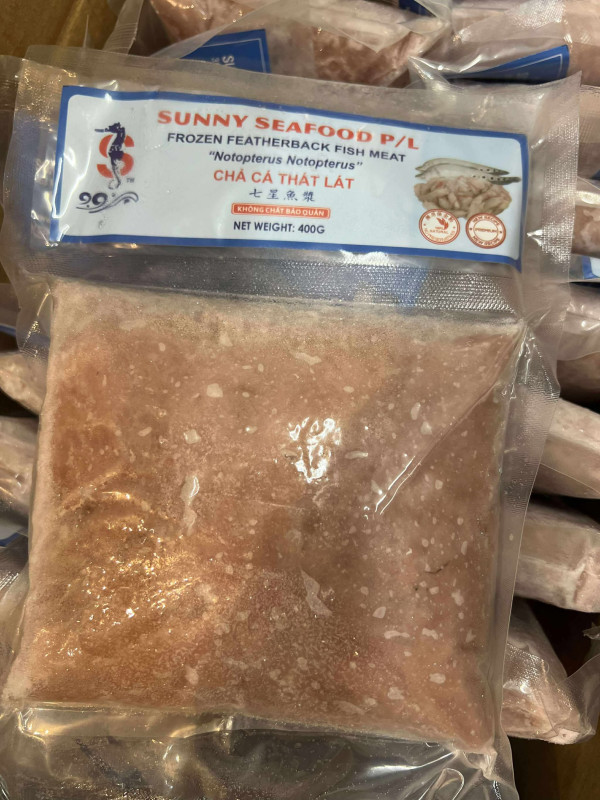 SUNNY SEAFOOD P/L
FROZEN FEATHERBACK FISH MEAT
"Notopterus Notopterus"
CHẢ CÁ THÁT LÁT
七星魚漿
KHÔNG CHẤT BẢO QUẢN
NET WEIGHT: 400G
S
TM